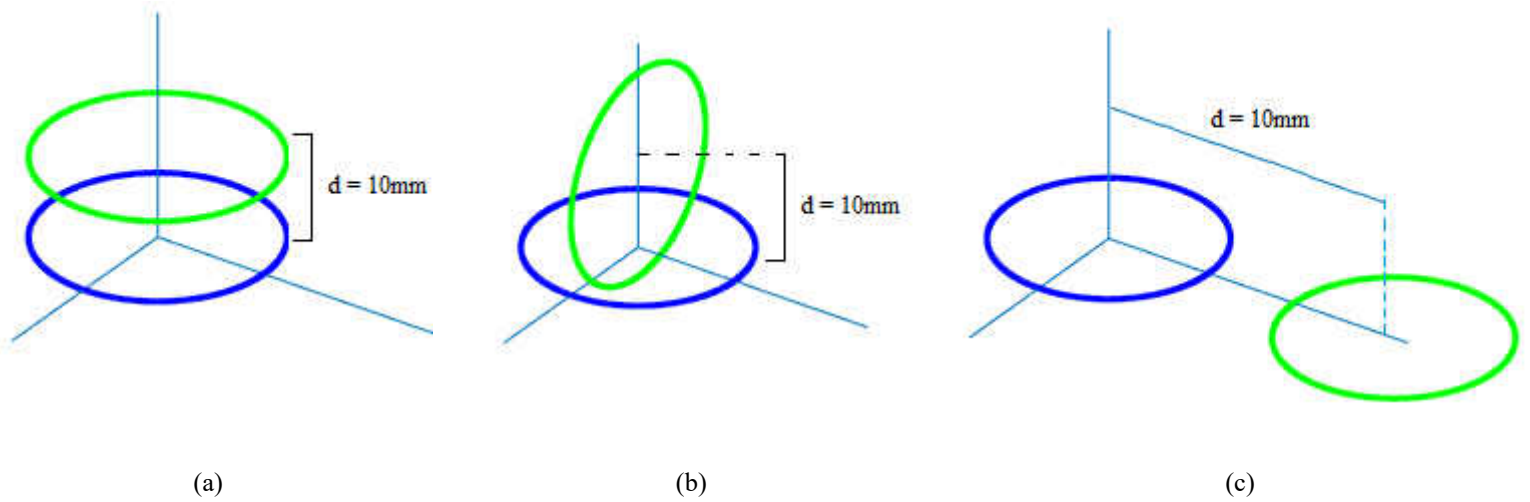 d = 10mm
d = 10mm
d = 10mm
(a)
(b)
(c)